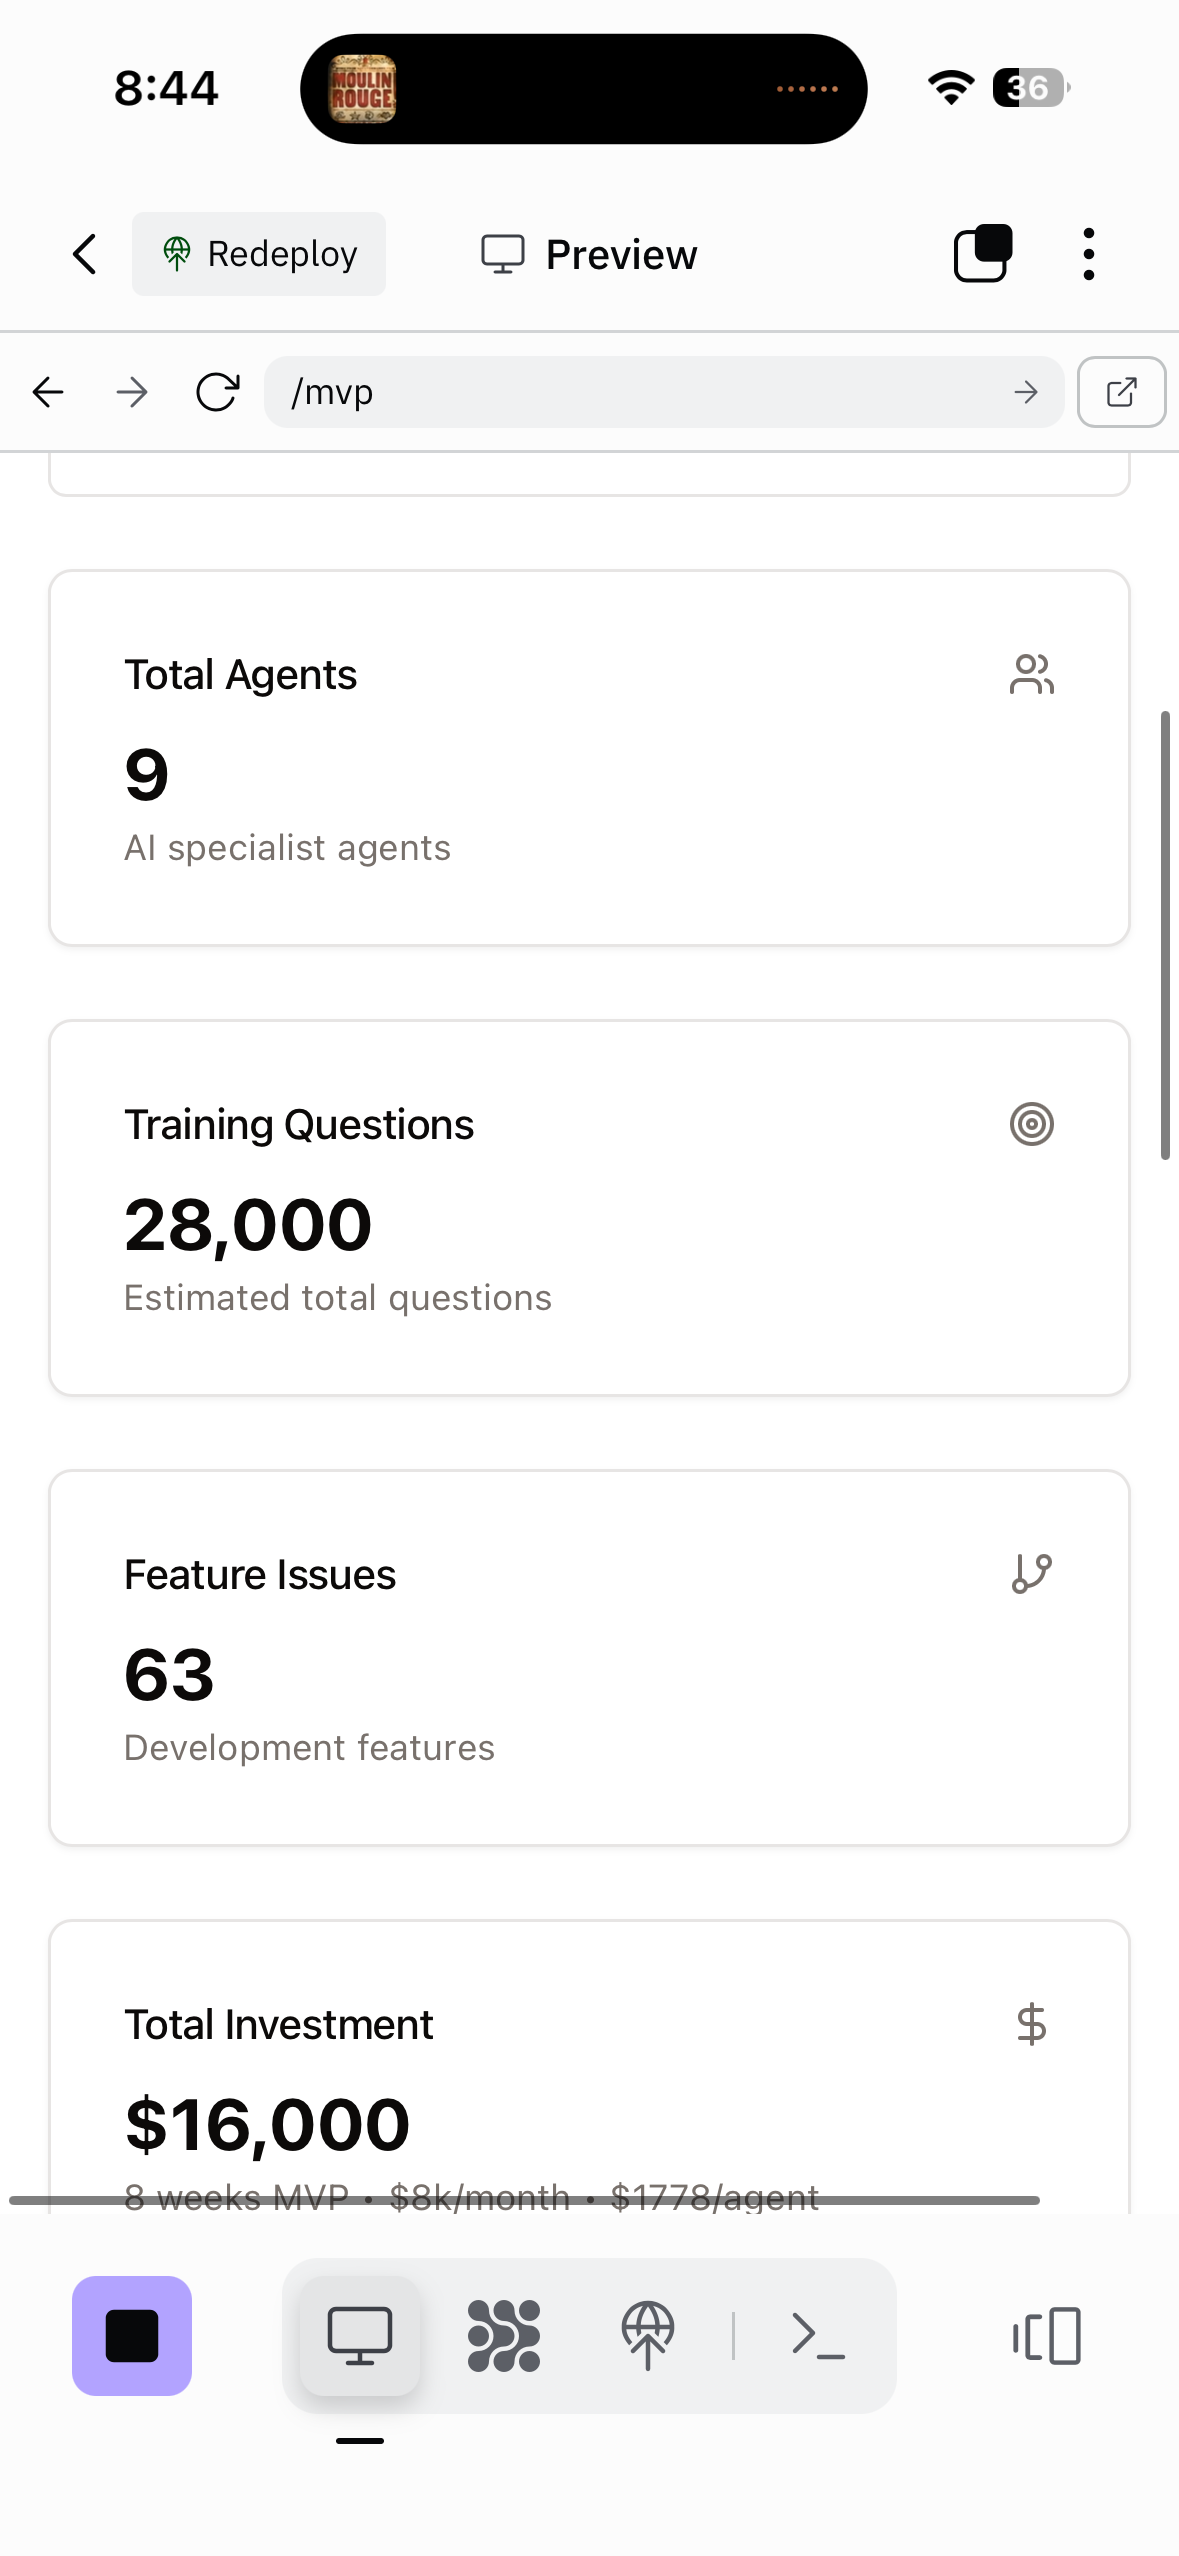 8:44
MOULIN
ROUGE
36
Redeploy
Preview
/mvp
Total Agents
9
AI specialist agents
Training Questions
28,000
Estimated total questions
Feature Issues
63
Development features
Total Investment
$16,000
8 weeks MVP • $8k/month • $1778/agent